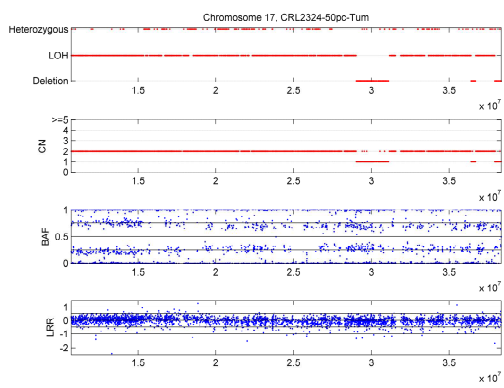 Chromosome 17, CRL2324-50pc-Tum
Heterozygous
LOH
Deletion
1.5 2 2.5 3 3.5
x 10^7
CN
>=5
4
3
2
1
0
1.5 2 2.5 3 3.5
x 10^7
BAF
1
0.5
0
1.5 2 2.5 3 3.5
x 10^7
LRR
1
0
-1
-2
1.5 2 2.5 3 3.5
x 10^7